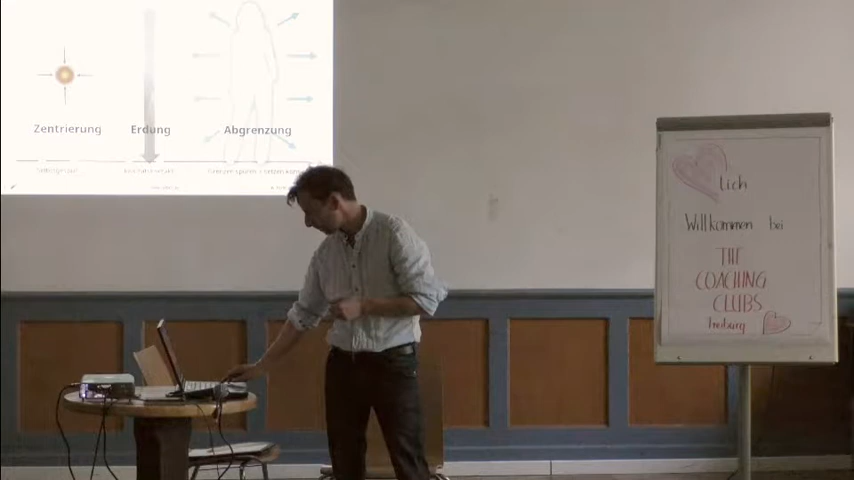 Zentrierung
Erdung
Abgrenzung
lich
Willkommen bei
THE
COACHING
CLUBS
Freiburg